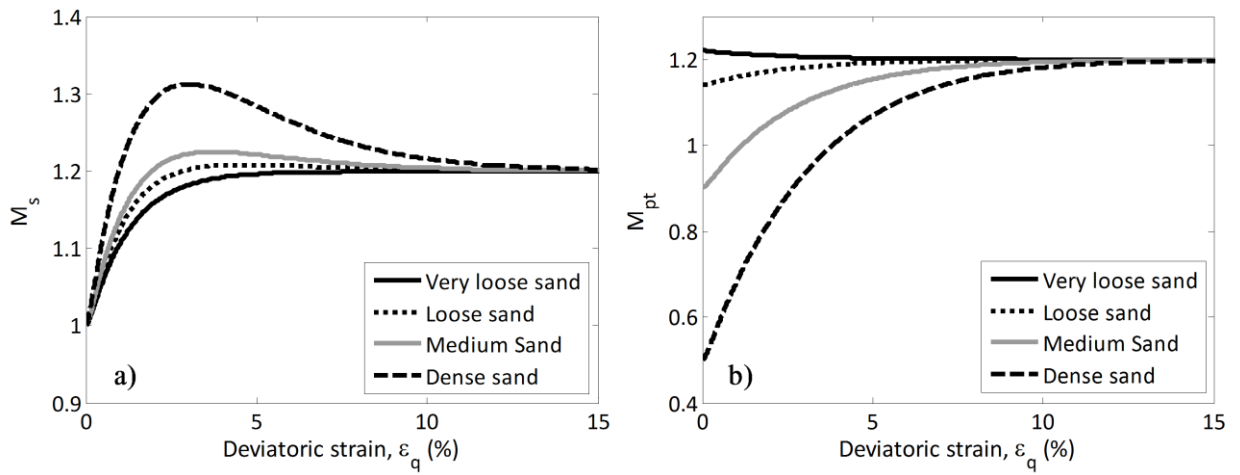 1.4
1.3
1.2
1.1
1
0.9
M_s
0
5
10
15
Deviatoric strain, ε_q (%)
Very loose sand
Loose sand
Medium Sand
Dense sand
a)
1.2
1
0.8
0.6
0.4
M_pt
0
5
10
15
Deviatoric strain, ε_q (%)
Very loose sand
Loose sand
Medium Sand
Dense sand
b)